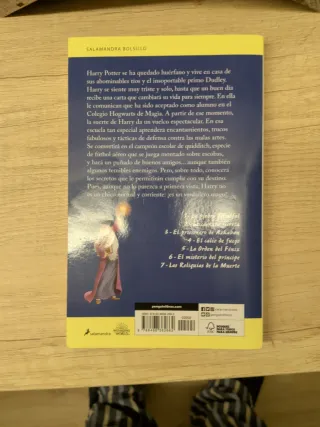 SALAMANDRA BOLSILLO
Harry Potter se ha quedado huérfano y vive en casa de
sus abominables tíos y el insoportable primo Dudley.
Harry se siente muy triste y solo, hasta que un buen día
recibe una carta que cambiará su vida para siempre. En ella
le comunican que ha sido aceptado como alumno en el
Colegio Hogwarts de Magia. A partir de ese momento,
la suerte de Harry da un vuelco espectacular. En esa
escuela tan especial aprenderá encantamientos, trucos
fabulosos y tácticas de defensa contra las malas artes.
Se convertirá en el campeón escolar de quidditch, especie
de fútbol aéreo que se juega montado sobre escobas,
y hará un puñado de buenos amigos... aunque también
algunos temibles enemigos. Pero, sobre todo, conocerá
los secretos que le permitirán cumplir con su destino.
Pues, aunque no lo parezca a primera vista, Harry no
es un chico normal y corriente: ¡es un verdadero mago!
1 - La piedra filosofal
3 - El prisionero de Azkaban
4 - El cáliz de fuego
5 - La Orden del Fénix
6 - El misterio del príncipe
7 - Las Reliquias de la Muerte
salamandra